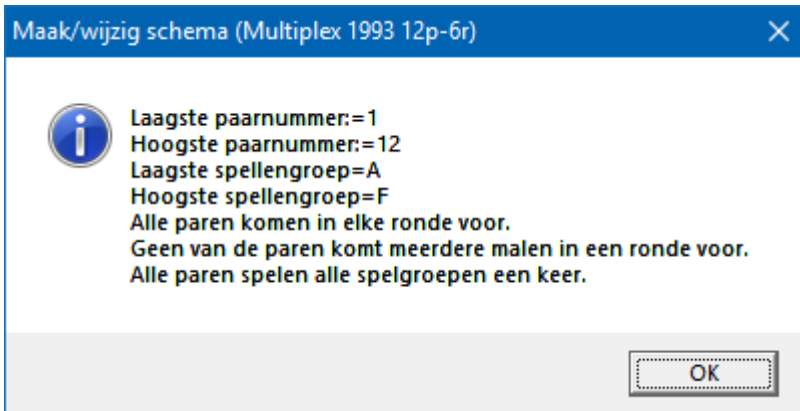 Maak/wijzig schema (Multiplex 1993 12p-6r)
Laagste paarnummer:=1
Hoogste paarnummer:=12
Laagste spellengroep=A
Hoogste spellengroep=F
Alle paren komen in elke ronde voor.
Geen van de paren komt meerdere malen in een ronde voor.
Alle paren spelen alle spelgroepen een keer.
OK